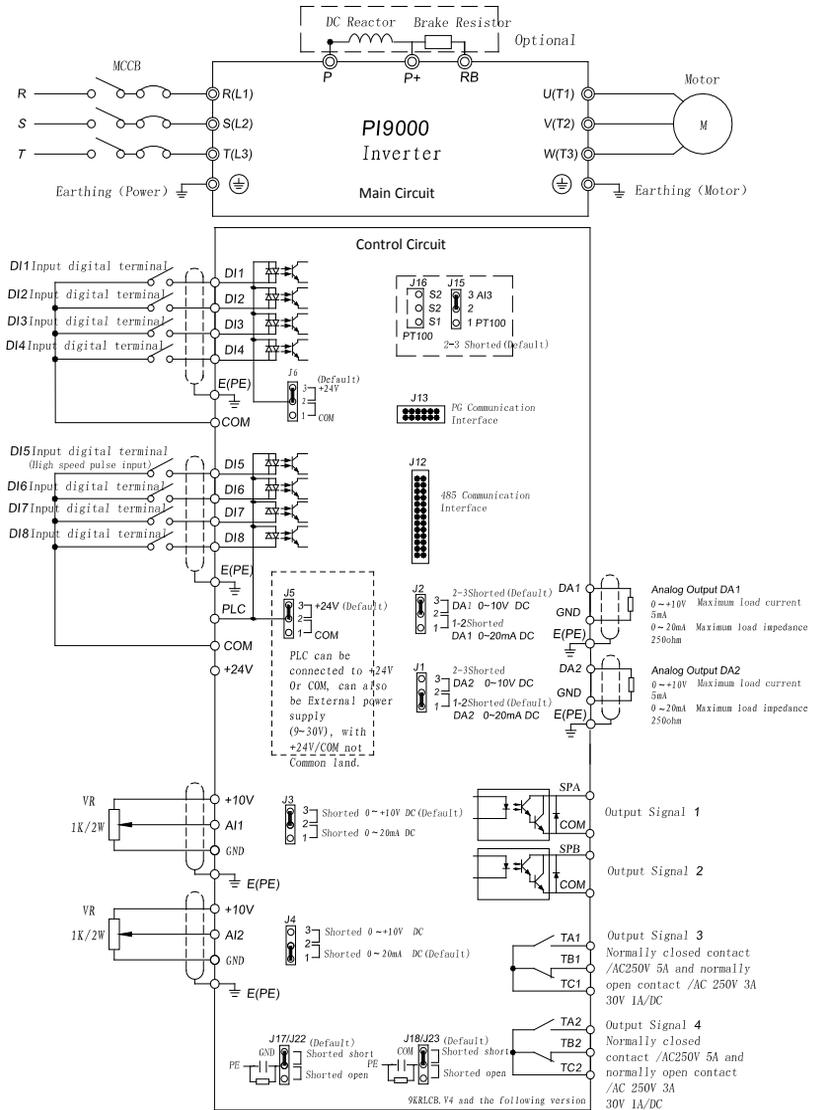 DC Reactor Brake Resistor
Optional
P P+ RB
MCCB
Motor
R R(L1) U(T1)
S S(L2) V(T2) M
T T(L3) W(T3)
PI9000
Inverter
Earthing (Power) Main Circuit Earthing (Motor)
Control Circuit
DI1 Input digital terminal DI1
DI2 Input digital terminal DI2
DI3 Input digital terminal DI3
DI4 Input digital terminal DI4
E(PE)
COM
J6
(Default)
3 +24V
2
1 COM
J16 J15
S2 3 AI3
S2 2
S1 1 PT100
PT100
2-3 Shorted(Default)
J13
PG Communication
Interface
DI5 Input digital terminal DI5
(High speed pulse input)
DI6 Input digital terminal DI6
DI7 Input digital terminal DI7
DI8 Input digital terminal DI8
E(PE)
PLC
COM
+24V
J12
485 Communication
Interface
J5
3 +24V (Default)
2
1 COM
PLC can be
connected to +24V
Or COM, can also
be External power
supply
(9~30V), with
+24V/COM not
Common land.
J2
2-3Shorted(Default)
3 DA1 0~10V DC
2
1-2Shorted
1 DA1 0~20mA DC
J1
2-3Shorted
3 DA2 0~10V DC
2
1-2Shorted(Default)
1 DA2 0~20mA DC
DA1
GND
E(PE)
Analog Output DA1
0~+10V Maximum load current
5mA
0~20mA Maximum load impedance
250ohm
DA2
GND
E(PE)
Analog Output DA2
0~+10V Maximum load current
5mA
0~20mA Maximum load impedance
250ohm
VR
1K/2W
+10V
AI1
GND
E(PE)
J3
3 Shorted 0~+10V DC(Default)
2
1 Shorted 0~20mA DC
SPA
COM
Output Signal 1
SPB
COM
Output Signal 2
VR
1K/2W
+10V
AI2
GND
E(PE)
J4
3 Shorted 0~+10V DC
2
1 Shorted 0~20mA DC(Default)
TA1
TB1
TC1
Output Signal 3
Normally closed contact
/AC250V 5A and normally
open contact /AC 250V 3A
30V 1A/DC
TA2
TB2
TC2
Output Signal 4
Normally closed
contact /AC250V 5A and
normally open contact
/AC 250V 3A
30V 1A/DC
J17/J22 (Default)
GND Shorted short
PE
Shorted open
J18/J23 (Default)
COM Shorted short
PE
Shorted open
9KRLCB.V4 and the following version